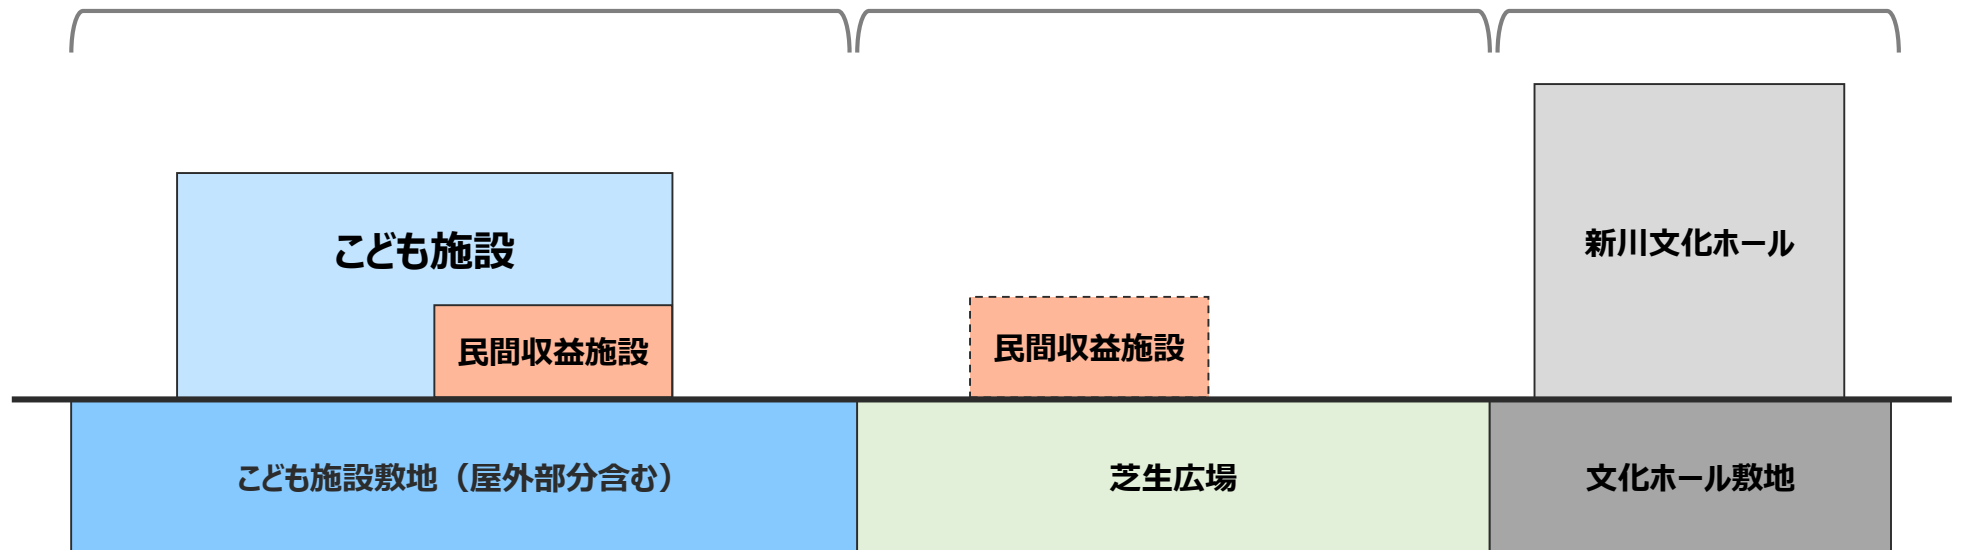 こども施設
民間収益施設
民間収益施設
新川文化ホール
こども施設敷地（屋外部分含む）
芝生広場
文化ホール敷地